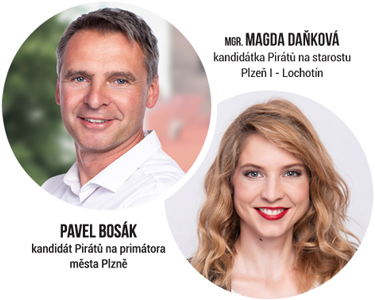 MGR. MAGDA DAŇKOVÁ
kandidátka Pirátů na starostu
Plzeň I - Lochotín
PAVEL BOSÁK
kandidát Pirátů na primátora
města Plzně